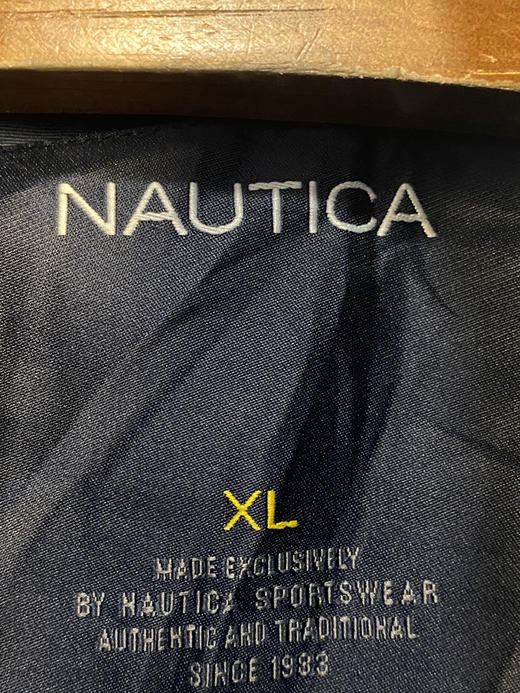 NAUTICA
XL
MADE EXCLUSIVELY
BY NAUTICA SPORTSWEAR
AUTHENTIC AND TRADITIONAL
SINCE 1983